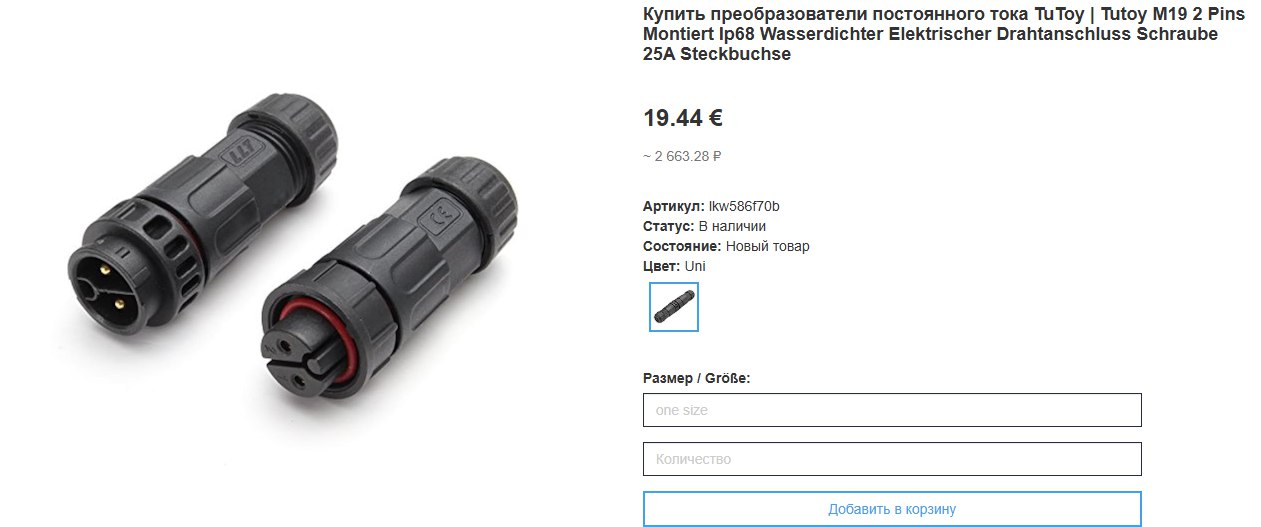 Купить преобразователи постоянного тока TuToy | Tutoy M19 2 Pins
Montiert Ip68 Wasserdichter Elektrischer Drahtanschluss Schraube
25A Steckbuchse
19.44 €
~ 2 663.28 ₽
Артикул: lkw586f70b
Статус: В наличии
Состояние: Новый товар
Цвет: Uni
Размер / Größe:
one size
Количество
Добавить в корзину